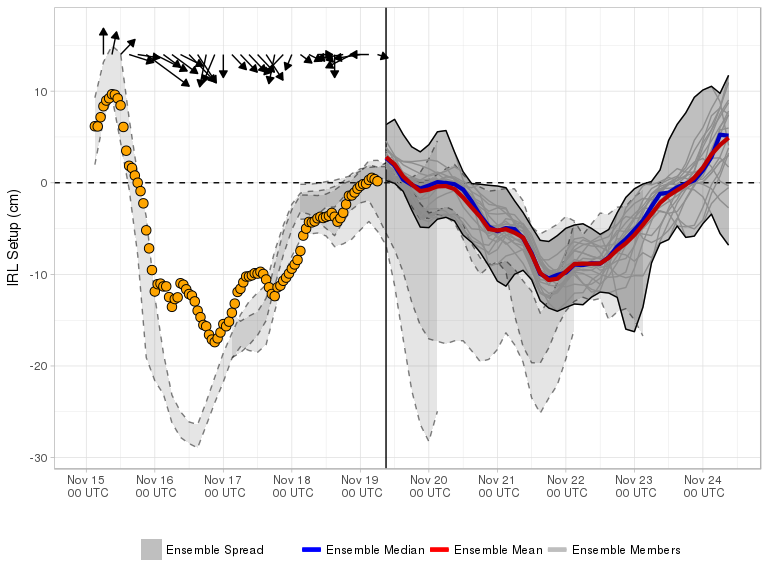 IRL Setup (cm)
10
0
-10
-20
-30
Nov 15
00 UTC
Nov 16
00 UTC
Nov 17
00 UTC
Nov 18
00 UTC
Nov 19
00 UTC
Nov 20
00 UTC
Nov 21
00 UTC
Nov 22
00 UTC
Nov 23
00 UTC
Nov 24
00 UTC
Ensemble Spread
Ensemble Median
Ensemble Mean
Ensemble Members